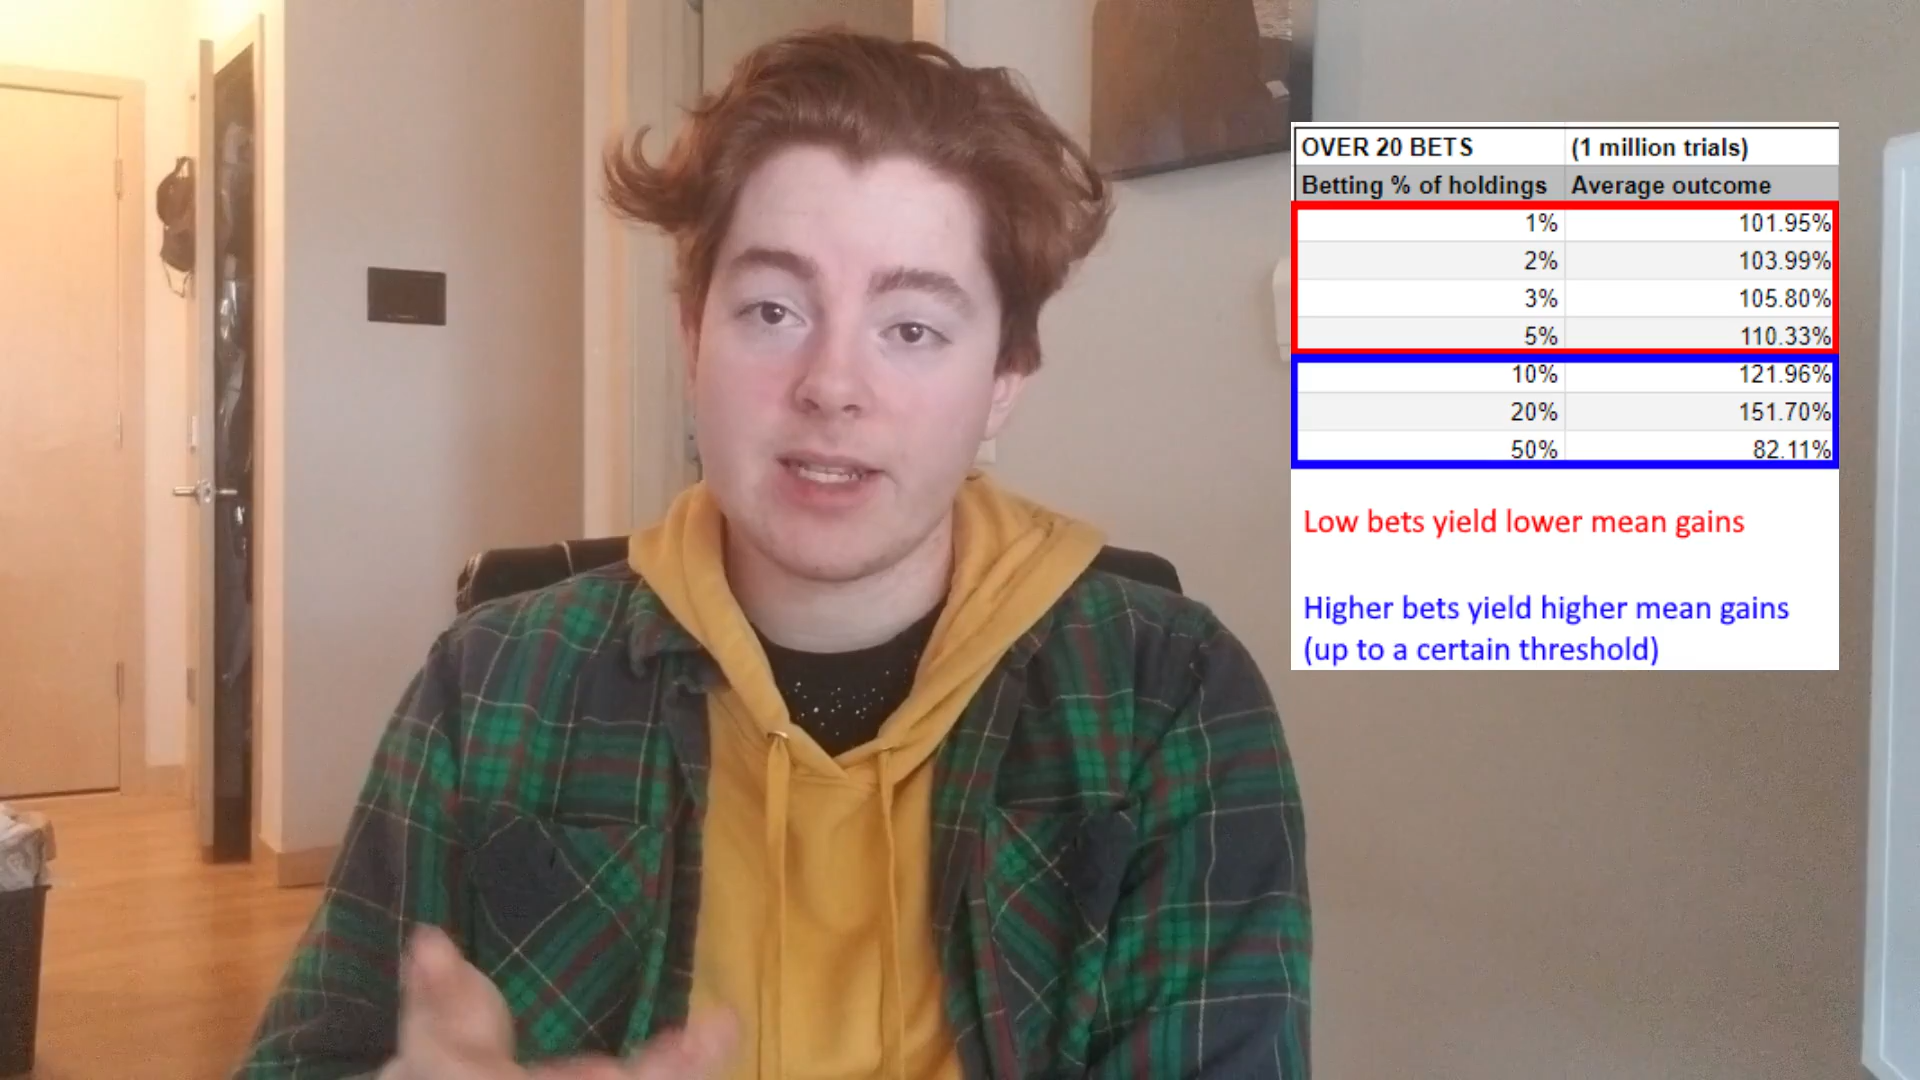 OVER 20 BETS (1 million trials)
Betting % of holdings Average outcome
1% 101.95%
2% 103.99%
3% 105.80%
5% 110.33%
10% 121.96%
20% 151.70%
50% 82.11%
Low bets yield lower mean gains
Higher bets yield higher mean gains
(up to a certain threshold)